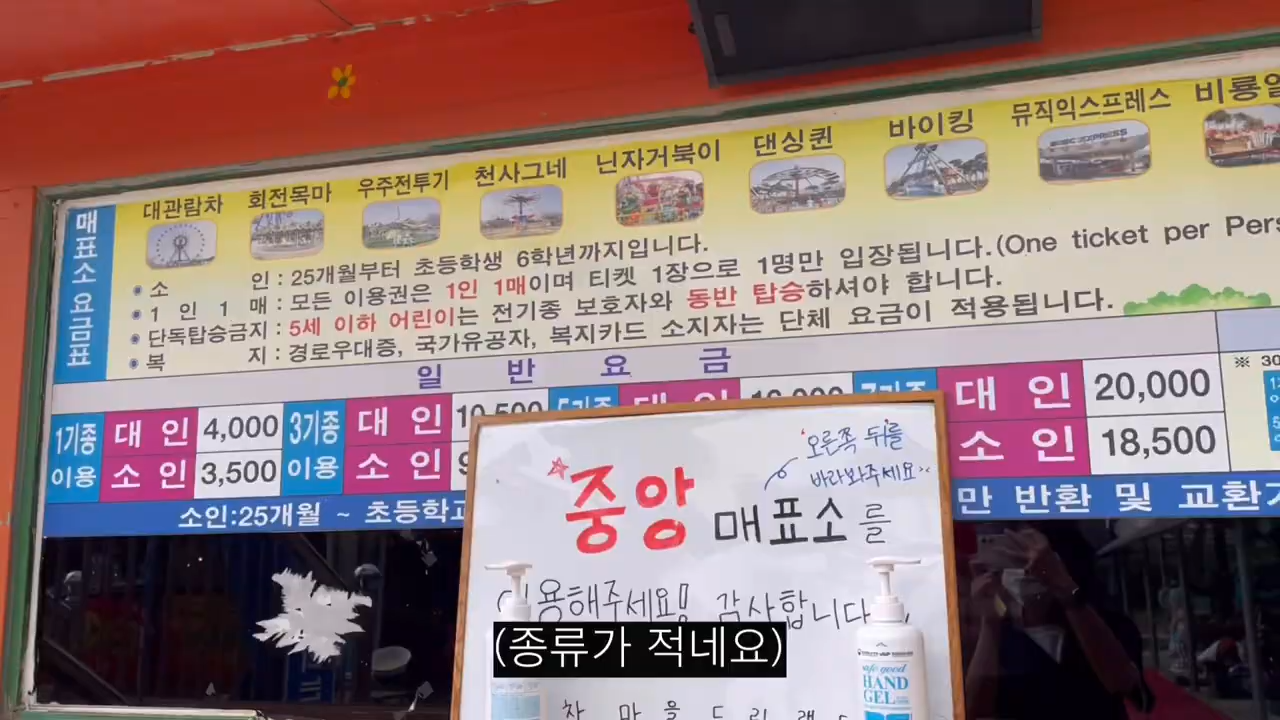 매표소 요금표
대관람차 회전목마 우주전투기 천사그네 닌자거북이 댄싱퀸 바이킹 뮤직익스프레스 비룡열
소 인 : 25개월부터 초등학생 6학년까지입니다.
1 인 1 매 : 모든 이용권은 1인 1매이며 티켓 1장으로 1명만 입장됩니다.(One ticket per Pers
단독탑승금지 : 5세 이하 어린이는 전기종 보호자와 동반 탑승하셔야 합니다.
복 지 : 경로우대증, 국가유공자, 복지카드 소지자는 단체 요금이 적용됩니다.
일 반 요 금
※ 30
1기종 이용 대 인 4,000 3기종 이용 대 인 10,500 대 인 20,000
소 인 3,500 소 인 소 인 18,500
소인:25개월 ~ 초등학교
만 반환 및 교환가
오른쪽 뒤를
바라봐주세요
중앙 매표소를
이용해주세요! 감사합니다
safe good
HAND
GEL
(종류가 적네요)